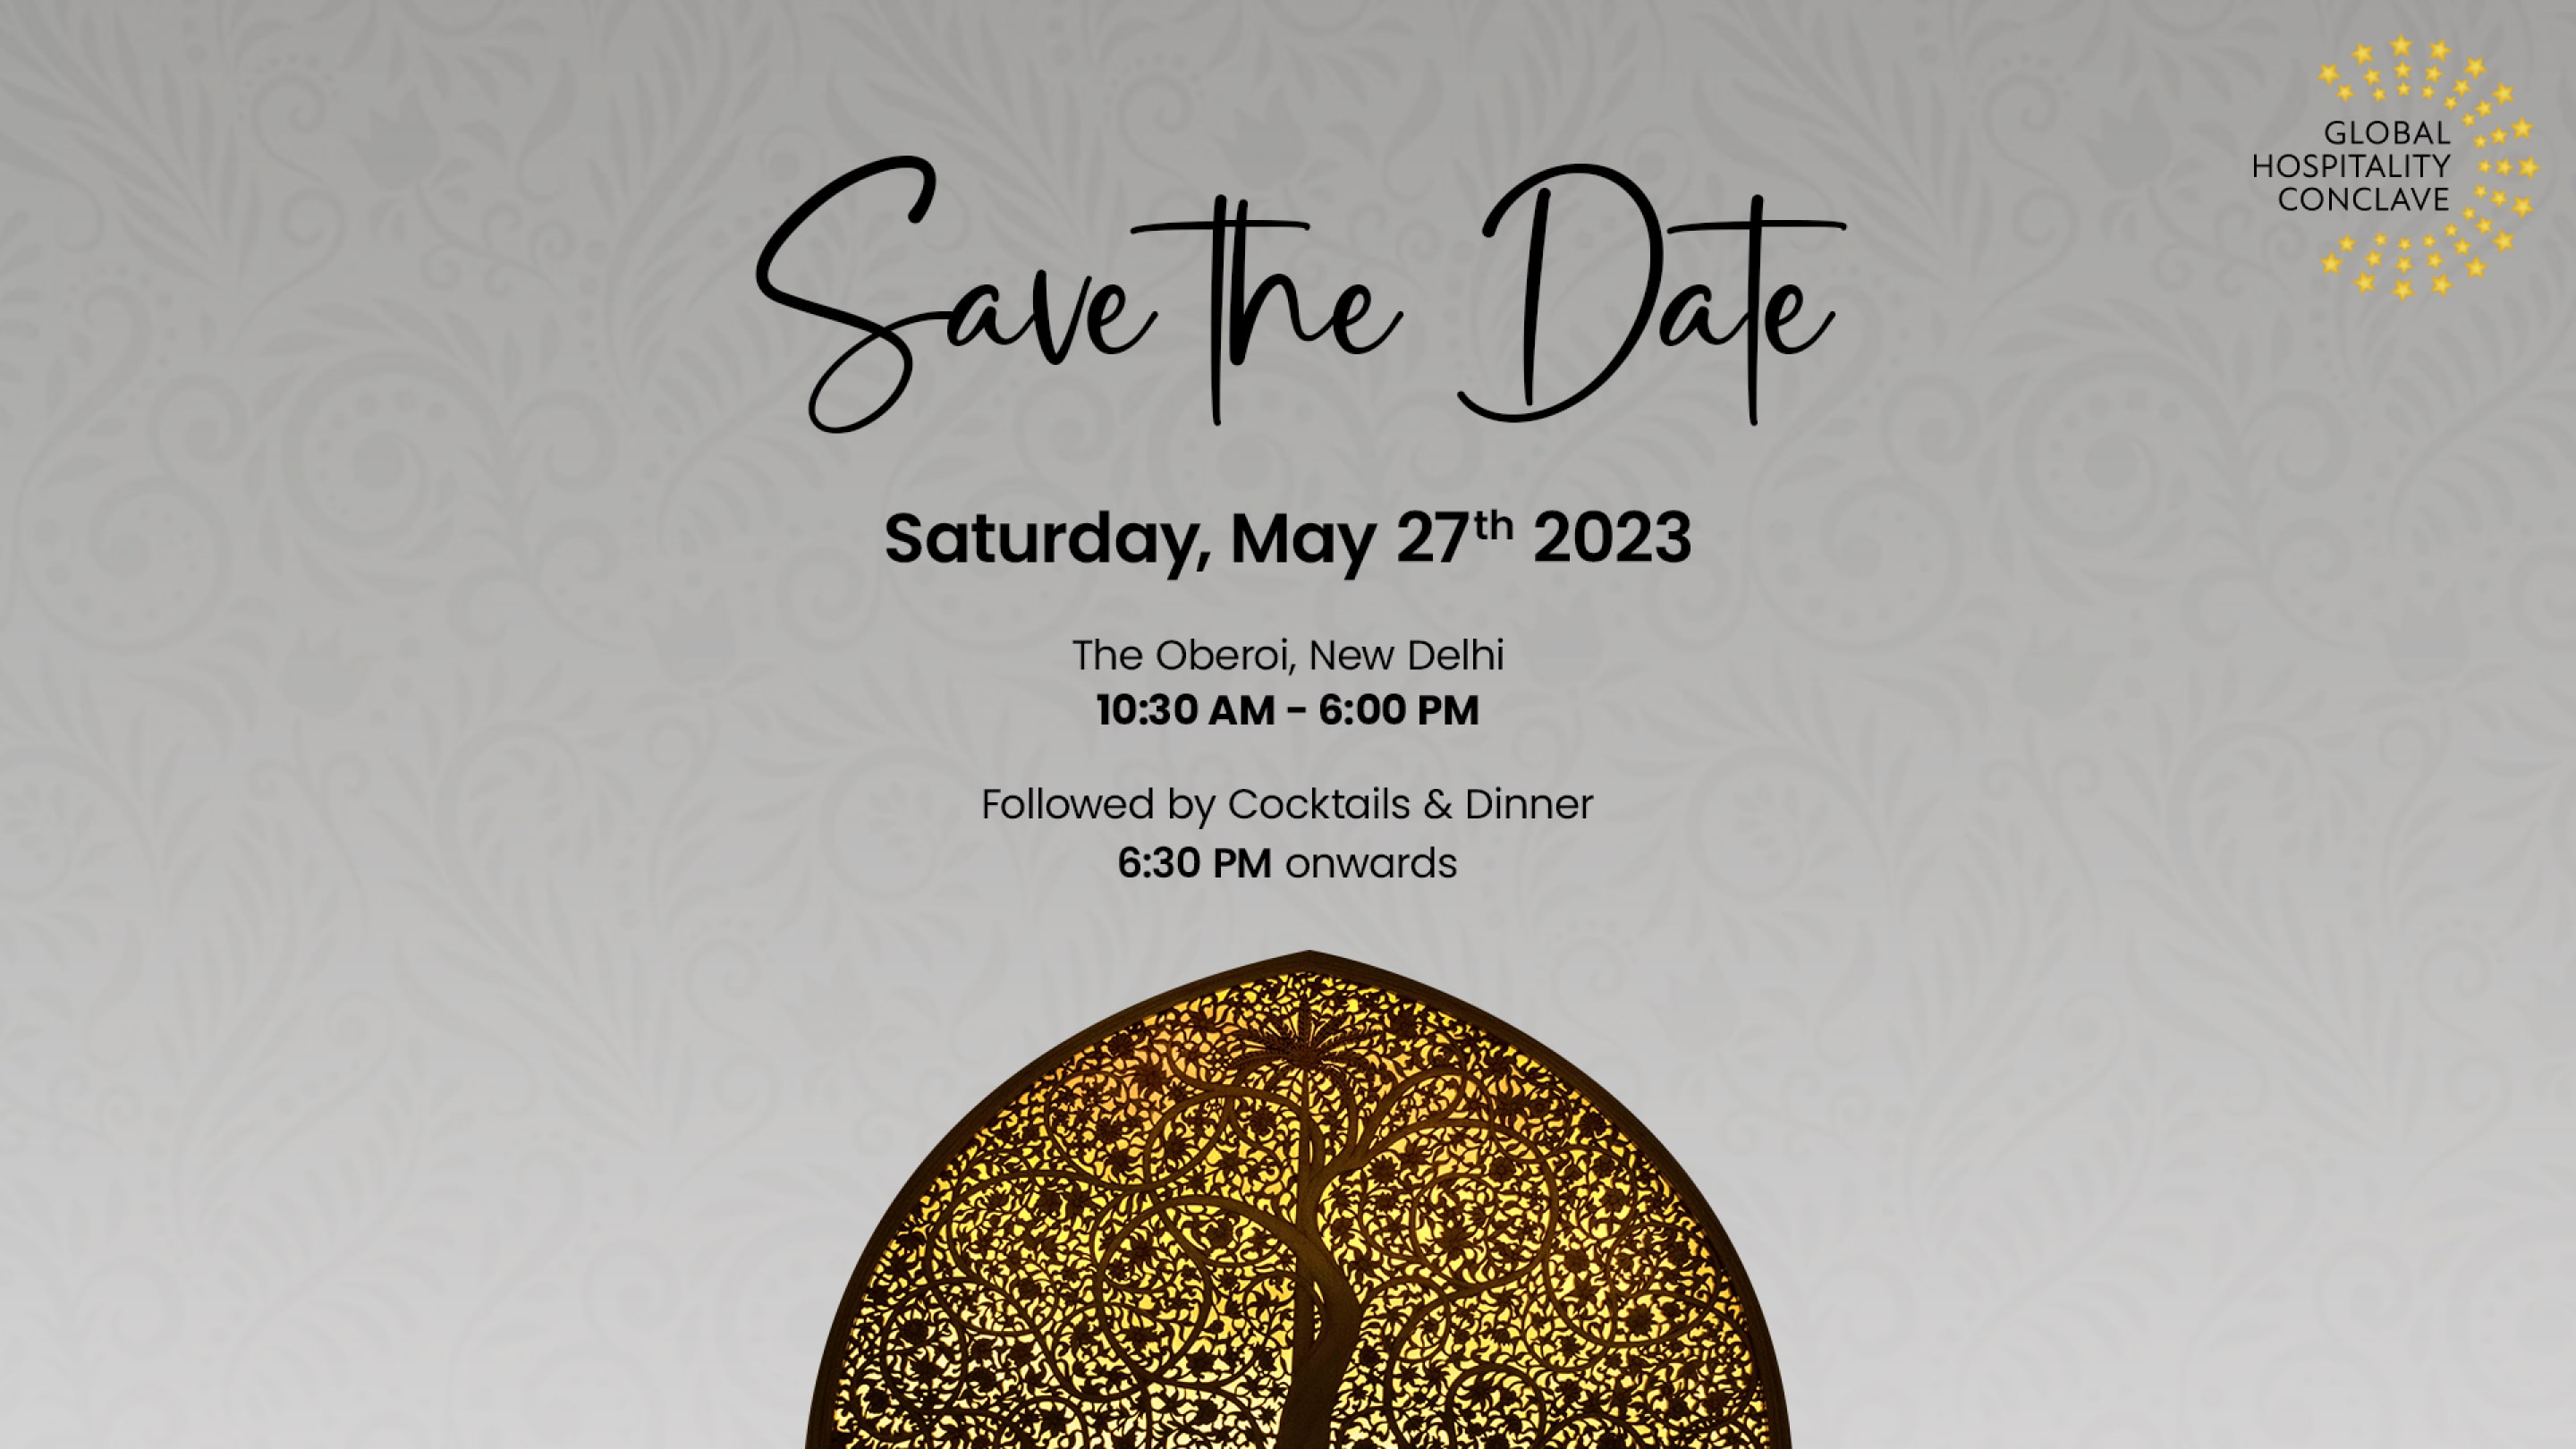 Save the Date
GLOBAL
HOSPITALITY
CONCLAVE
Saturday, May 27th 2023
The Oberoi, New Delhi
10:30 AM - 6:00 PM
Followed by Cocktails & Dinner
6:30 PM onwards